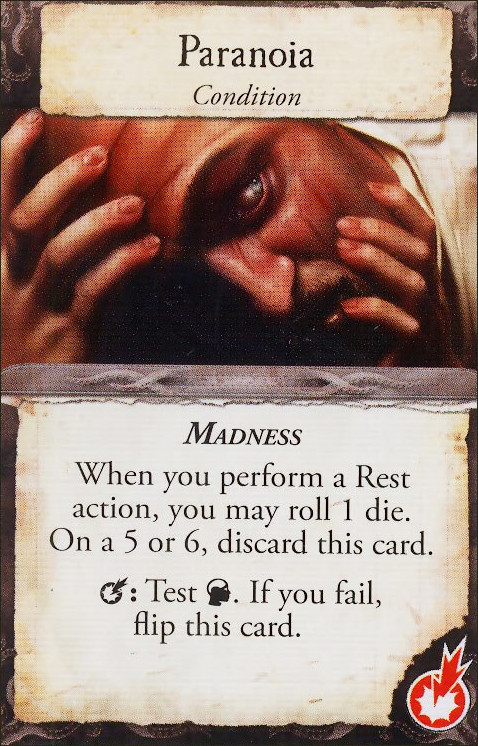 Paranoia
Condition
MADNESS
When you perform a Rest
action, you may roll 1 die.
On a 5 or 6, discard this card.
: Test . If you fail,
flip this card.